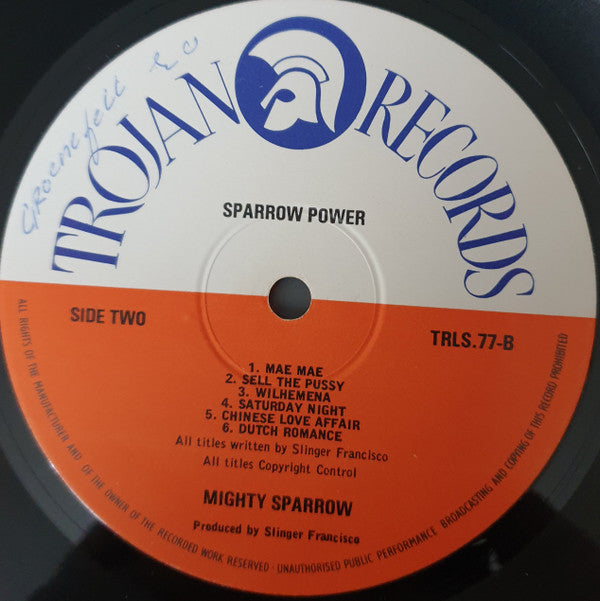 TROJAN RECORDS
SPARROW POWER
SIDE TWO
TRLS.77-B
1. MAE MAE
2. SELL THE PUSSY
3. WILHEMENA
4. SATURDAY NIGHT
5. CHINESE LOVE AFFAIR
6. DUTCH ROMANCE
All titles written by Slinger Francisco
All titles Copyright Control
MIGHTY SPARROW
Produced by Slinger Francisco
ALL RIGHTS OF THE MANUFACTURER AND OF THE OWNER OF THE RECORDED WORK RESERVED · UNAUTHORISED PUBLIC PERFORMANCE BROADCASTING AND COPYING OF THIS RECORD PROHIBITED